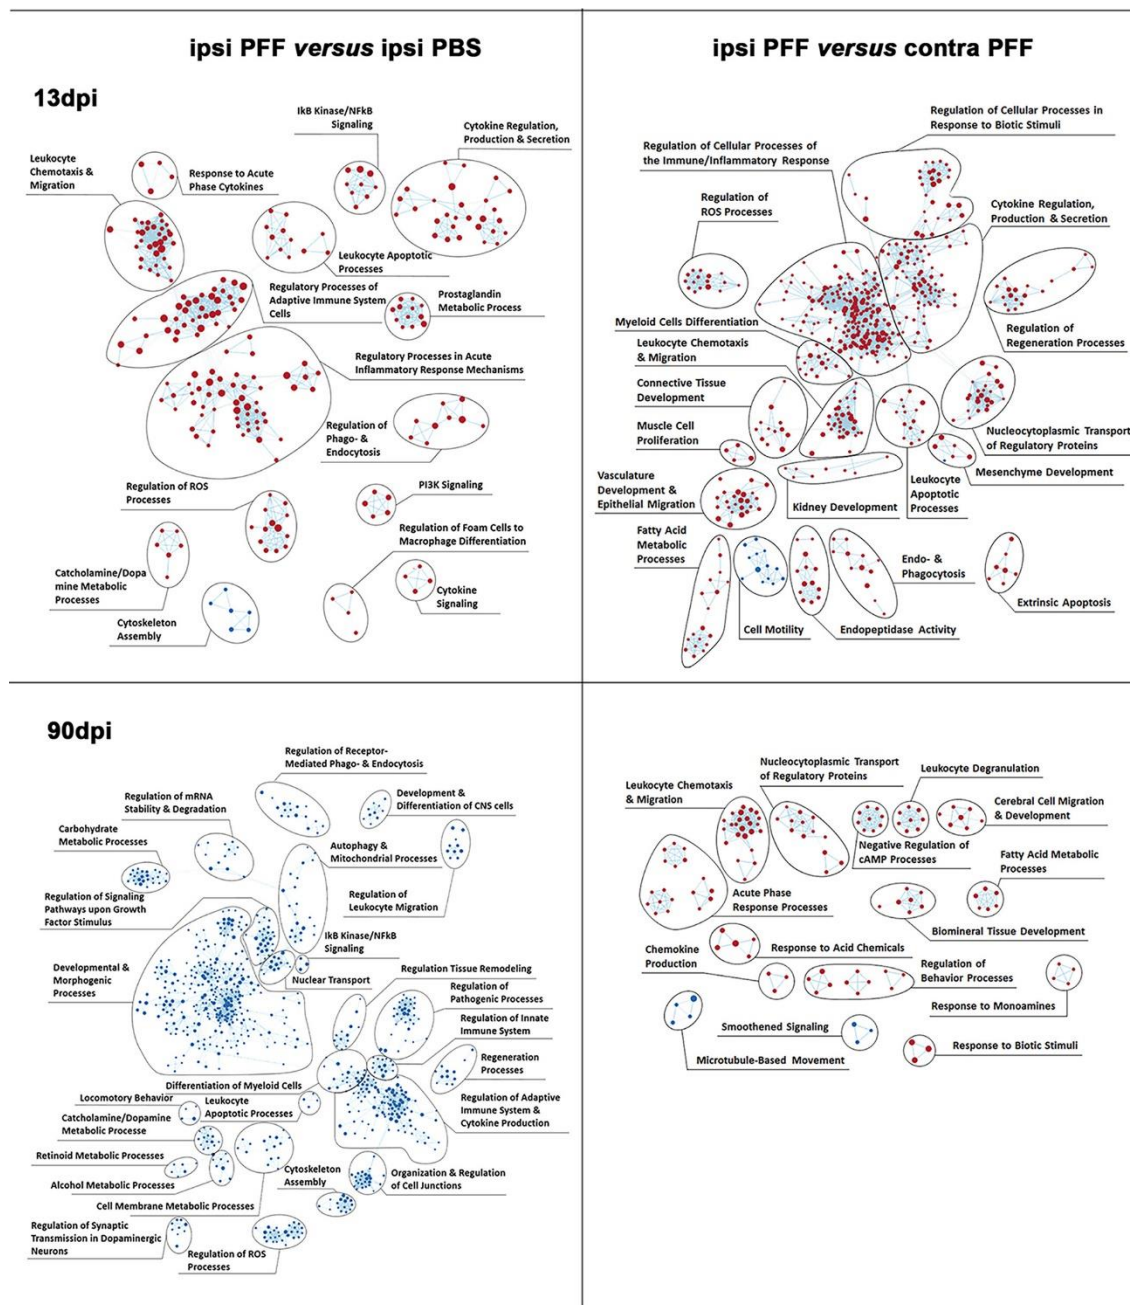 ipsi PFF versus ipsi PBS
ipsi PFF versus contra PFF
13dpi
IkB Kinase/NFkB
Signaling
Cytokine Regulation,
Production & Secretion
Leukocyte
Chemotaxis &
Migration
Response to Acute
Phase Cytokines
Leukocyte Apoptotic
Processes
Regulatory Processes of
Adaptive Immune System
Cells
Prostaglandin
Metabolic Process
Regulatory Processes in Acute
Inflammatory Response Mechanisms
Regulation of
Phago- &
Endocytosis
Regulation of ROS
Processes
PI3K Signaling
Regulation of Foam Cells to
Macrophage Differentiation
Catcholamine/Dopa
mine Metabolic
Processes
Cytoskeleton
Assembly
Cytokine
Signaling
Regulation of Cellular Processes in
Response to Biotic Stimuli
Regulation of Cellular Processes of
the Immune/Inflammatory Response
Regulation of
ROS Processes
Cytokine Regulation,
Production & Secretion
Myeloid Cells Differentiation
Leukocyte Chemotaxis
& Migration
Regulation of
Regeneration Processes
Connective Tissue
Development
Muscle Cell
Proliferation
Nucleocytoplasmic Transport
of Regulatory Proteins
Mesenchyme Development
Vasculature
Development &
Epithelial Migration
Kidney Development
Leukocyte
Apoptotic
Processes
Fatty Acid
Metabolic
Processes
Endo- &
Phagocytosis
Extrinsic Apoptosis
Cell Motility
Endopeptidase Activity
90dpi
Regulation of Receptor-
Mediated Phago- & Endocytosis
Regulation of mRNA
Stability & Degradation
Development &
Differentiation of CNS cells
Carbohydrate
Metabolic Processes
Autophagy &
Mitochondrial Processes
Regulation of
Leukocyte Migration
Regulation of Signaling
Pathways upon Growth
Factor Stimulus
IkB Kinase/NFkB
Signaling
Developmental &
Morphogenic
Processes
Nuclear Transport
Regulation Tissue Remodeling
Regulation of
Pathogenic Processes
Regulation of Innate
Immune System
Regeneration
Processes
Differentiation of Myeloid Cells
Locomotory Behavior
Leukocyte
Apoptotic Processes
Regulation of Adaptive
Immune System &
Cytokine Production
Catcholamine/Dopamine
Metabolic Processe
Retinoid Metabolic Processes
Alcohol Metabolic Processes
Cytoskeleton
Assembly
Organization & Regulation
of Cell Junctions
Cell Membrane Metabolic Processes
Regulation of Synaptic
Transmission in Dopaminergic
Neurons
Regulation of ROS
Processes
Nucleocytoplasmic Transport
of Regulatory Proteins
Leukocyte Degranulation
Leukocyte Chemotaxis
& Migration
Cerebral Cell Migration
& Development
Negative Regulation of
cAMP Processes
Fatty Acid Metabolic
Processes
Acute Phase
Response Processes
Biomineral Tissue Development
Chemokine
Production
Response to Acid Chemicals
Regulation of
Behavior Processes
Response to Monoamines
Smoothened Signaling
Microtubule-Based Movement
Response to Biotic Stimuli